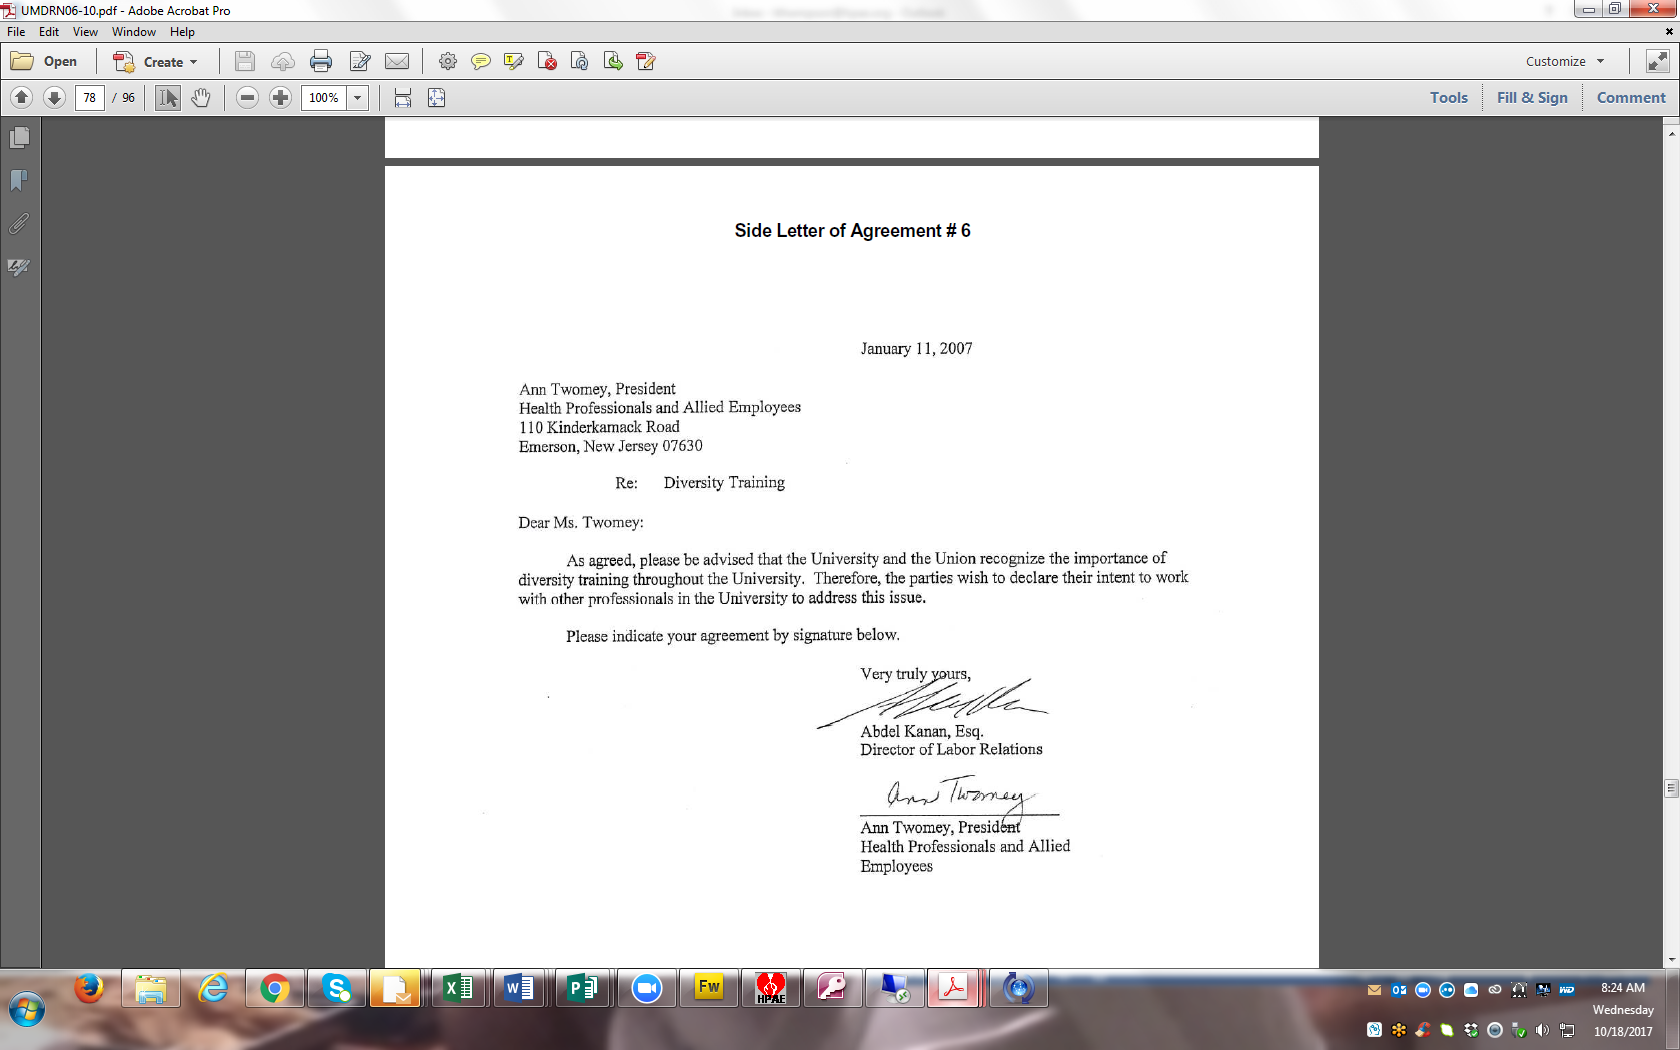 UMDRN06-10.pdf - Adobe Acrobat Pro
File Edit View Window Help
Open Create Customize
78 / 96 100% Tools Fill & Sign Comment
Side Letter of Agreement # 6
January 11, 2007
Ann Twomey, President
Health Professionals and Allied Employees
110 Kinderkamack Road
Emerson, New Jersey 07630
Re: Diversity Training
Dear Ms. Twomey:
As agreed, please be advised that the University and the Union recognize the importance of
diversity training throughout the University. Therefore, the parties wish to declare their intent to work
with other professionals in the University to address this issue.
Please indicate your agreement by signature below.
Very truly yours,
Abdel Kanan, Esq.
Director of Labor Relations
Ann Twomey
Ann Twomey, President
Health Professionals and Allied
Employees
Fw
HPAE
8:24 AM
Wednesday
10/18/2017